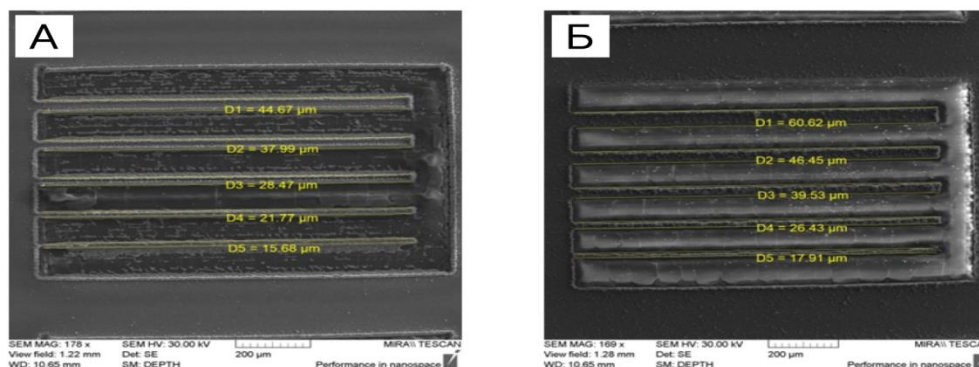 А
D1 = 44.67 µm
D2 = 37.99 µm
D3 = 28.47 µm
D4 = 21.77 µm
D5 = 15.68 µm
SEM MAG: 178 x SEM HV: 30.00 kV MIRA\\ TESCAN
View field: 1.22 mm Det: SE 200 µm
WD: 10.65 mm SM: DEPTH Performance in nanospace
Б
D1 = 60.62 µm
D2 = 46.45 µm
D3 = 39.53 µm
D4 = 26.43 µm
D5 = 17.91 µm
SEM MAG: 169 x SEM HV: 30.00 kV MIRA\\ TESCAN
View field: 1.28 mm Det: SE 200 µm
WD: 10.65 mm SM: DEPTH Performance in nanospace